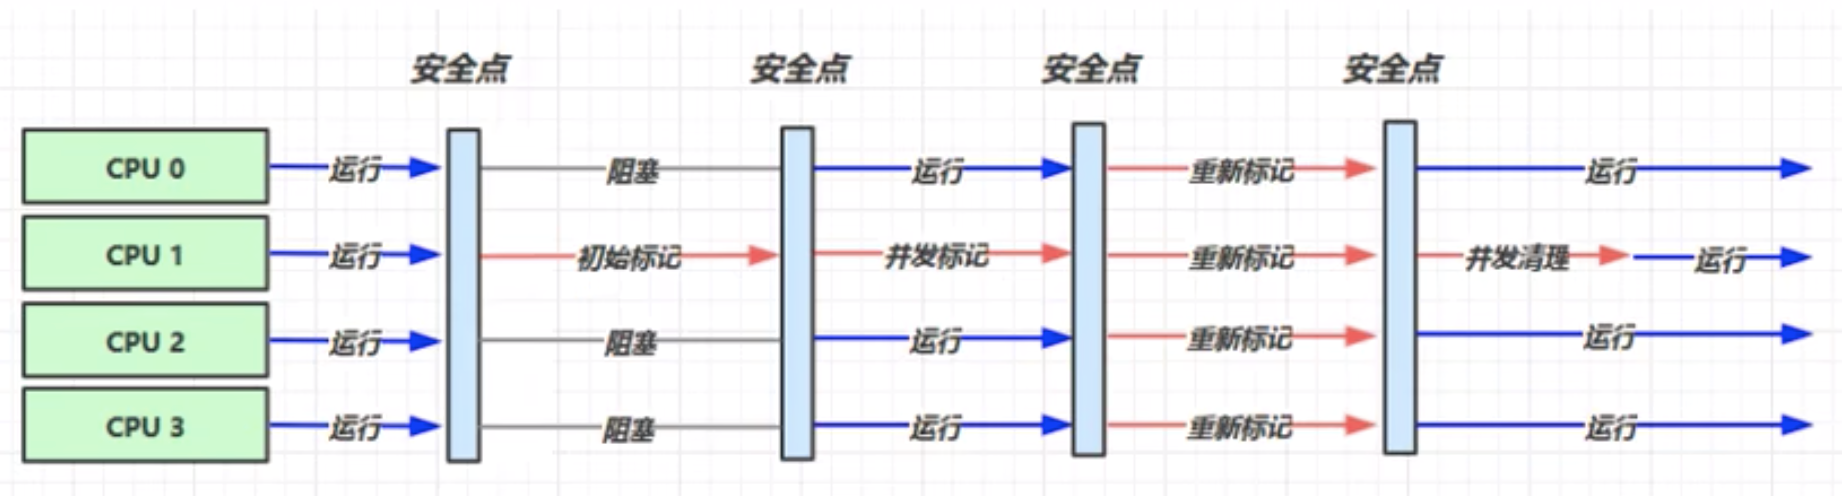 安全点 安全点 安全点 安全点
CPU 0 运行 阻塞 运行 重新标记 运行
CPU 1 运行 初始标记 并发标记 重新标记 并发清理 运行
CPU 2 运行 阻塞 运行 重新标记 运行
CPU 3 运行 阻塞 运行 重新标记 运行